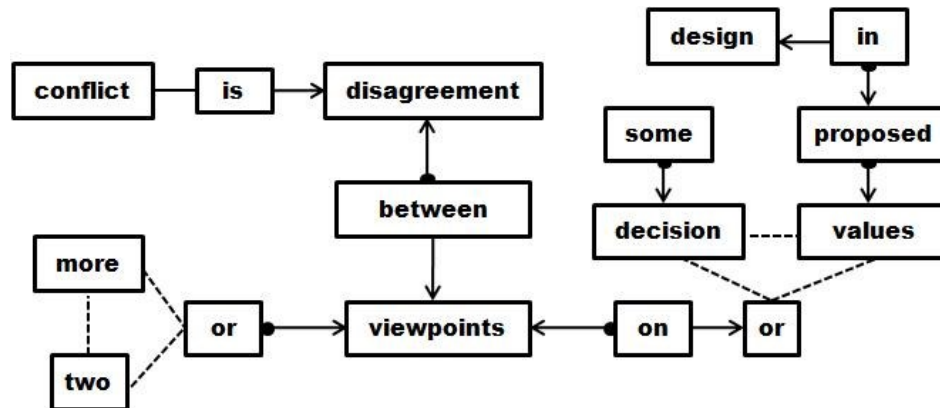 design in
conflict is disagreement
some proposed
between
decision values
more
or viewpoints on or
two